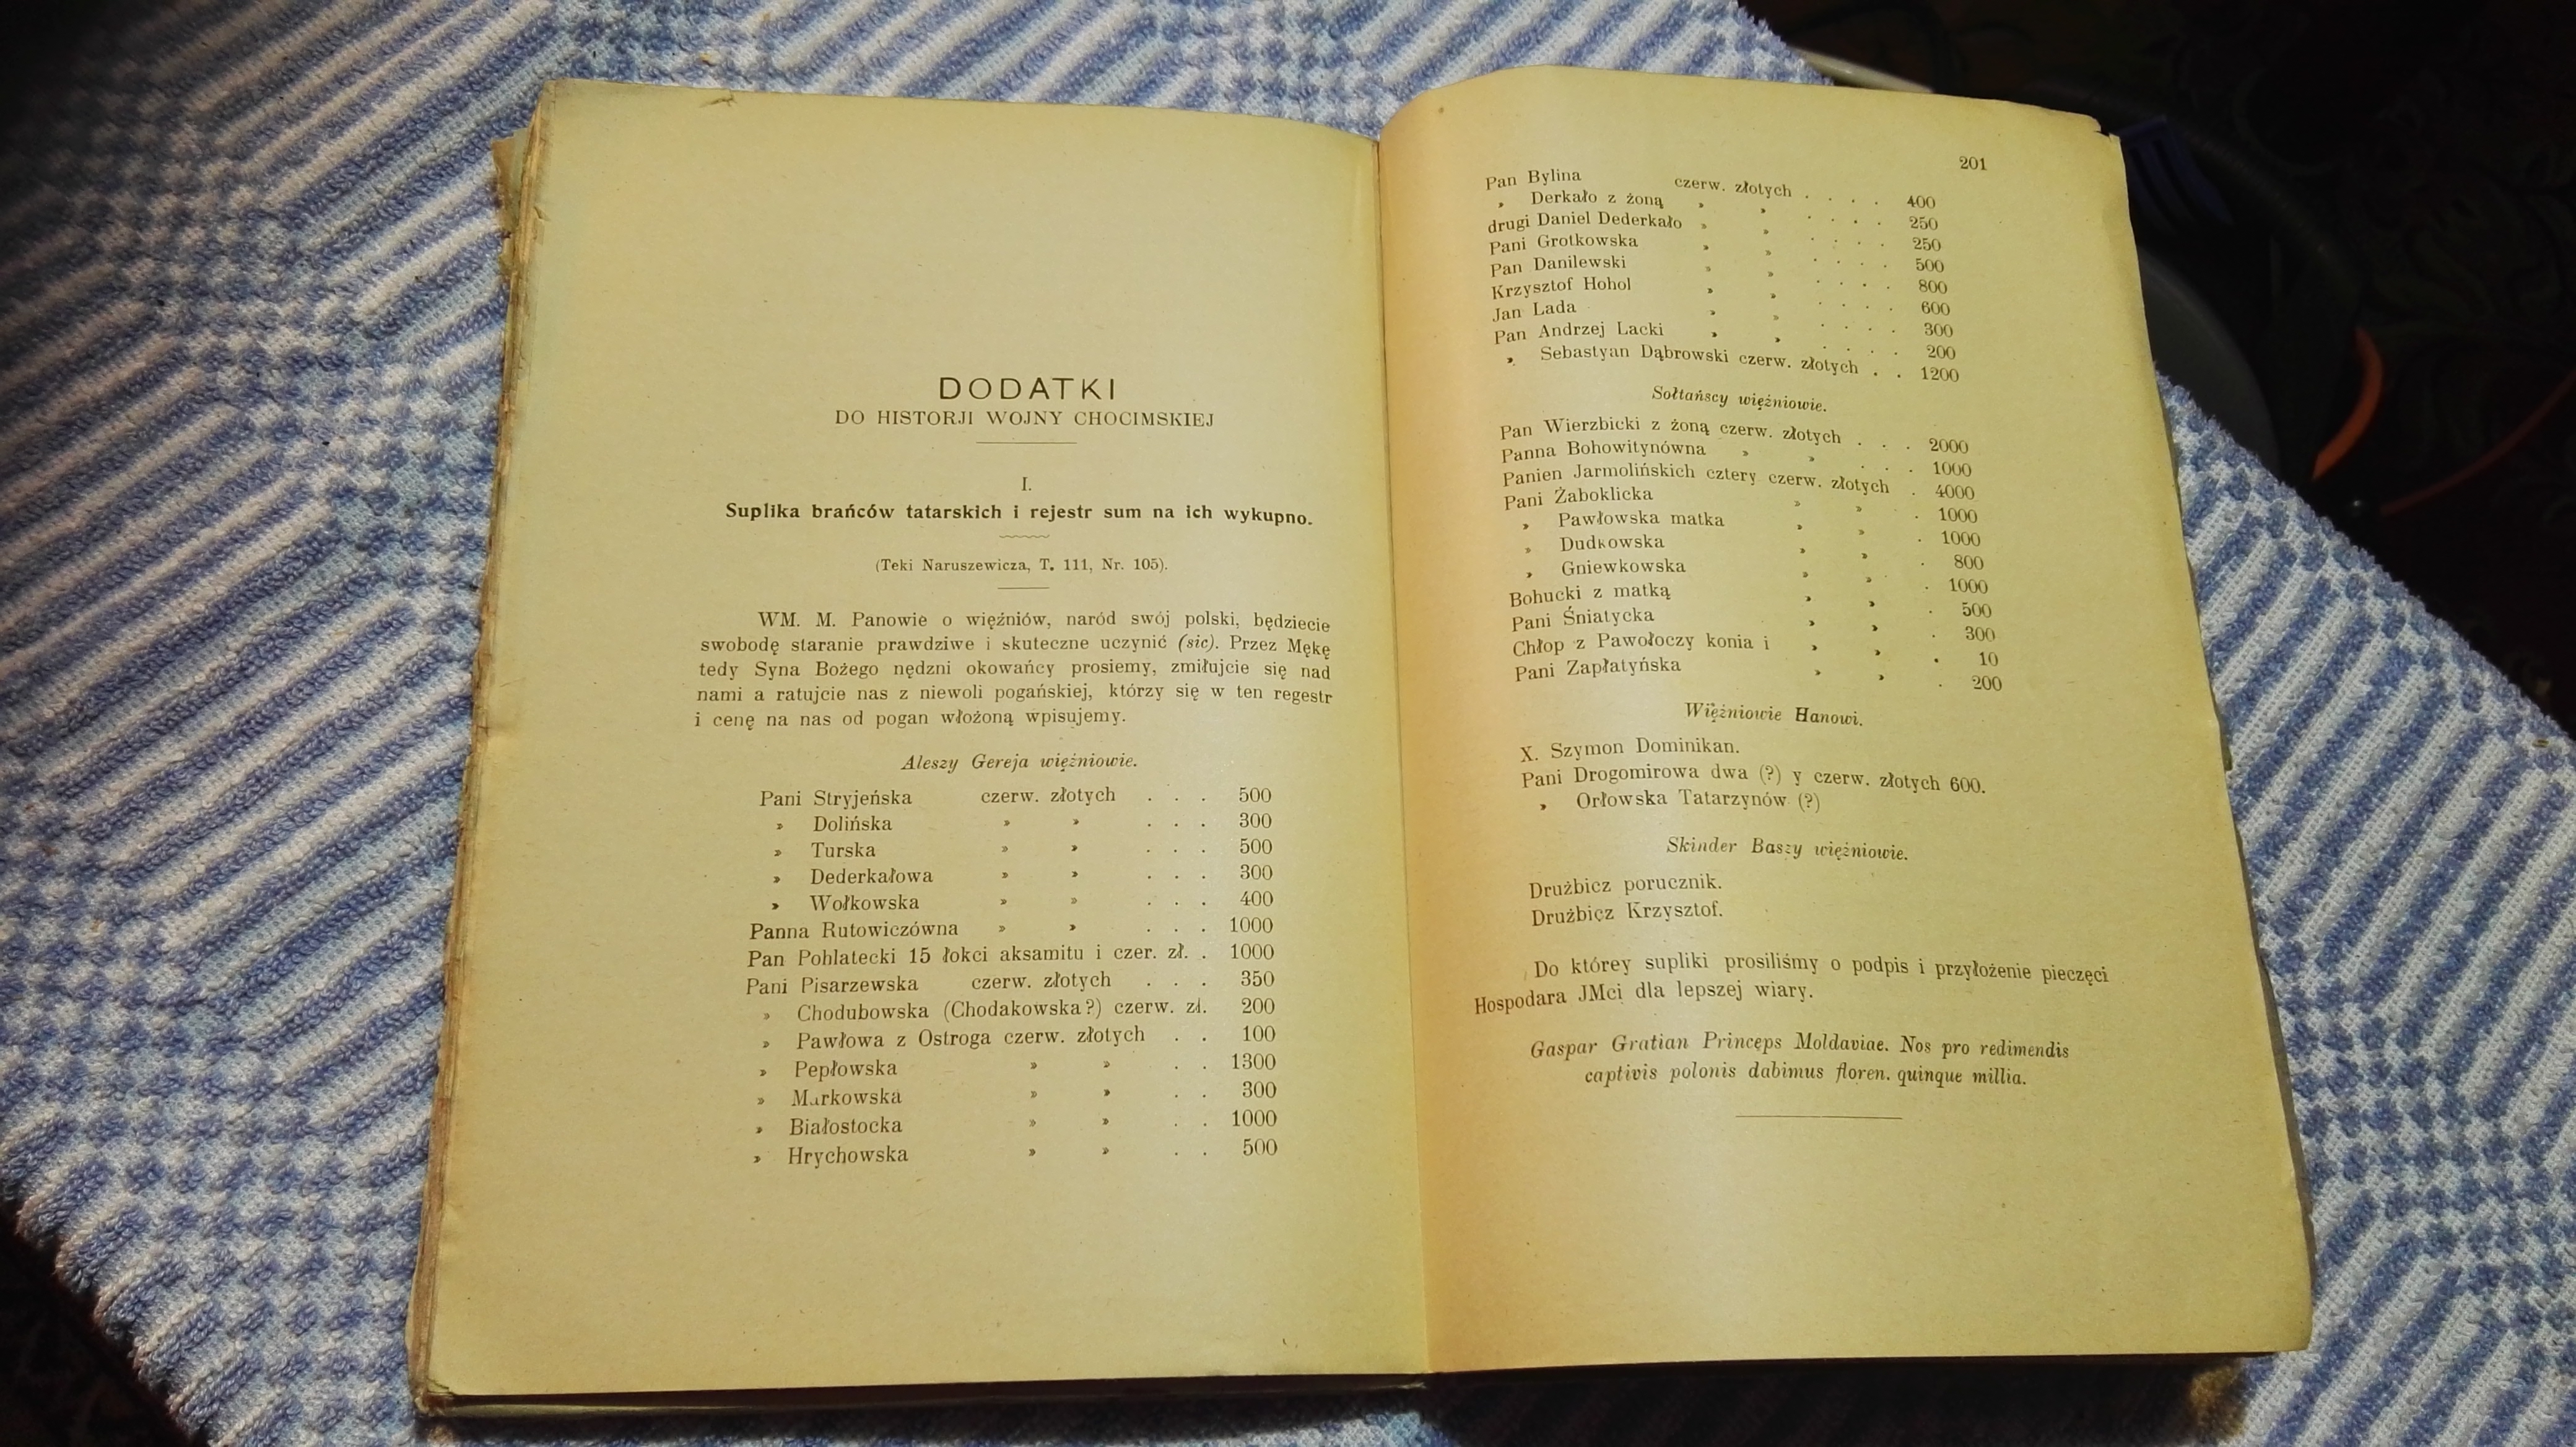 DODATKI
DO HISTORJI WOJNY CHOCIMSKIEJ
I.
Suplika brańców tatarskich i rejestr sum na ich wykupno.
(Teki Naruszewicza, T. 111, Nr. 105).
WM. M. Panowie o więźniów, naród swój polski, będziecie
swobodę staranie prawdziwe i skuteczne uczynić (sic). Przez Mękę
tedy Syna Bożego nędzni okowańcy prosiemy, zmiłujcie się nad
nami a ratujcie nas z niewoli pogańskiej, którzy się w ten regestr
i cenę na nas od pogan włożoną wpisujemy.
Aleszy Gereja więźniowie.
Pani Stryjeńska czerw. złotych . . . 500
» Dolińska » » . . . 300
» Turska » » . . . 500
» Dederkałowa » » . . . 300
» Wołkowska » » . . . 400
Panna Rutowiczówna » » . . . 1000
Pan Pohlatecki 15 łokci aksamitu i czer. zł. . 1000
Pani Pisarzewska czerw. złotych . . . 350
» Chodubowska (Chodakowska?) czerw. zł. 200
» Pawłowa z Ostroga czerw. złotych . . 100
» Pepłowska » » . . 1300
» Markowska » » . . 300
» Białostocka » » . . 1000
» Hrychowska » » . . 500
201
Pan Bylina czerw. złotych . . . . 400
» Derkało z żoną » » . . . . 250
drugi Daniel Dederkało » » . . . . 250
Pani Grotkowska » » . . . . 500
Pan Danilewski » » . . . . 800
Krzysztof Hohol » » . . . . 600
Jan Lada » » . . . . 300
Pan Andrzej Lacki » » . . . . 200
» Sebastyan Dąbrowski czerw. złotych . . 1200
Sołtańscy więźniowie.
Pan Wierzbicki z żoną czerw. złotych . . . 2000
Panna Bohowitynówna » » . . . 1000
Panien Jarmolińskich cztery czerw. złotych . 4000
Pani Żaboklicka » » . 1000
» Pawłowska matka » » . 1000
» Dudkowska » » . 800
» Gniewkowska » » . 1000
Bohucki z matką » » . 500
Pani Śniatycka » » . 300
Chłop z Pawołoczy konia i » » . 10
Pani Zapłatyńska » » . 200
Więźniowie Hanowi.
X. Szymon Dominikan.
Pani Drogomirowa dwa (?) y czerw. złotych 600.
» Orłowska Tatarzynów (?)
Skinder Baszy więźniowie.
Drużbicz porucznik.
Drużbicz Krzysztof.
Do którey supliki prosiliśmy o podpis i przyłożenie pieczęci
Hospodara JMci dla lepszej wiary.
Gaspar Gratian Princeps Moldaviae. Nos pro redimendis
captivis polonis dabimus floren. quinque millia.